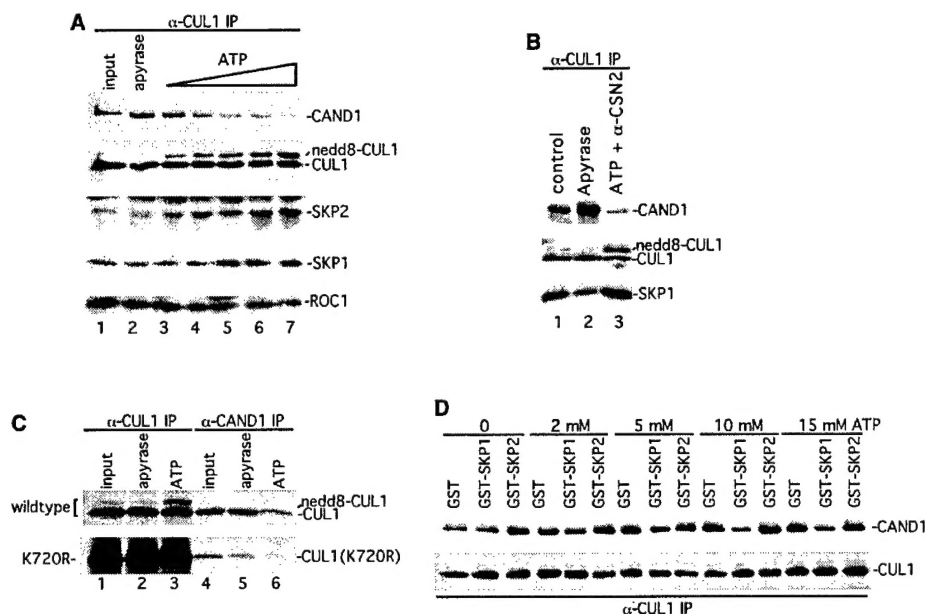 A
α-CUL1 IP
input
apyrase
ATP
-CAND1
nedd8-CUL1
-CUL1
-SKP2
-SKP1
-ROC1
1 2 3 4 5 6 7
B
α-CUL1 IP
control
Apyrase
ATP + α-CSN2
-CAND1
nedd8-CUL1
-CUL1
-SKP1
1 2 3
C
α-CUL1 IP α-CAND1 IP
input
apyrase
ATP
input
apyrase
ATP
wildtype
nedd8-CUL1
-CUL1
K720R-
-CUL1(K720R)
1 2 3 4 5 6
D
0 2 mM 5 mM 10 mM 15 mM ATP
GST
GST-SKP1
GST-SKP2
GST
GST-SKP1
GST-SKP2
GST
GST-SKP1
GST-SKP2
GST
GST-SKP1
GST-SKP2
GST
GST-SKP1
GST-SKP2
-CAND1
-CUL1
α-CUL1 IP